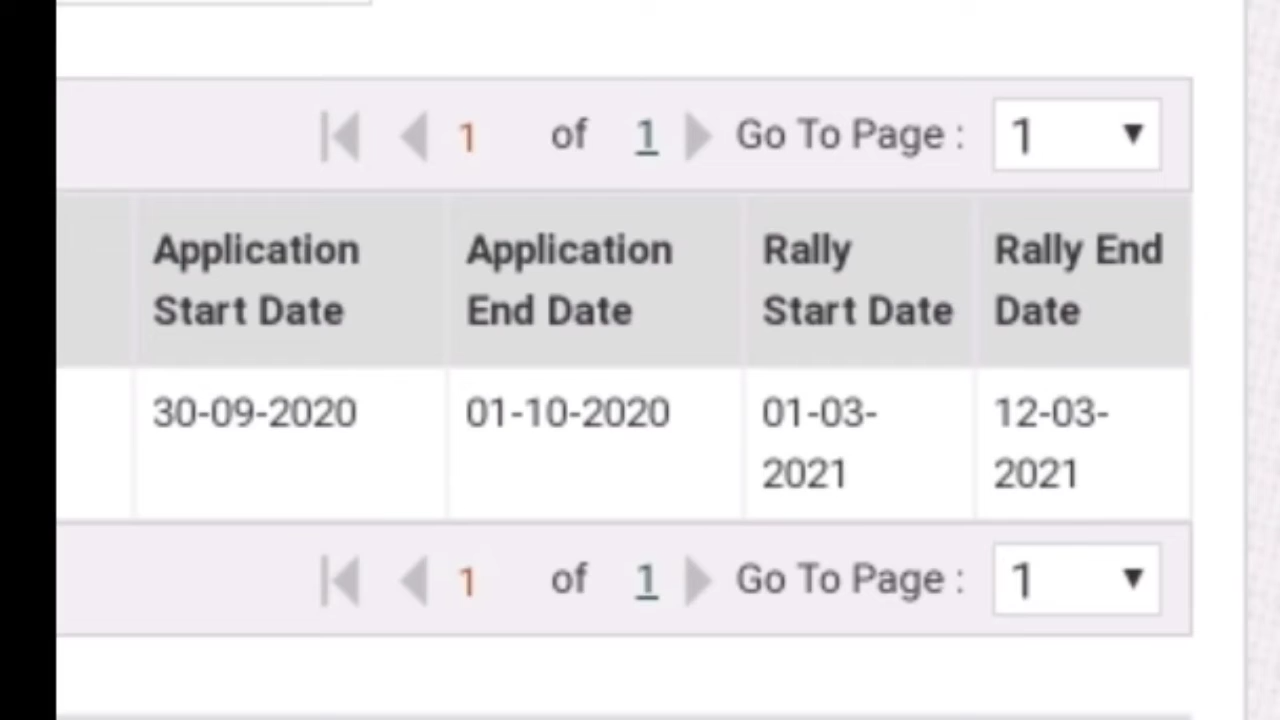 1 of 1 Go To Page : 1
Application Start Date Application End Date Rally Start Date Rally End Date
30-09-2020 01-10-2020 01-03-2021 12-03-2021
1 of 1 Go To Page : 1